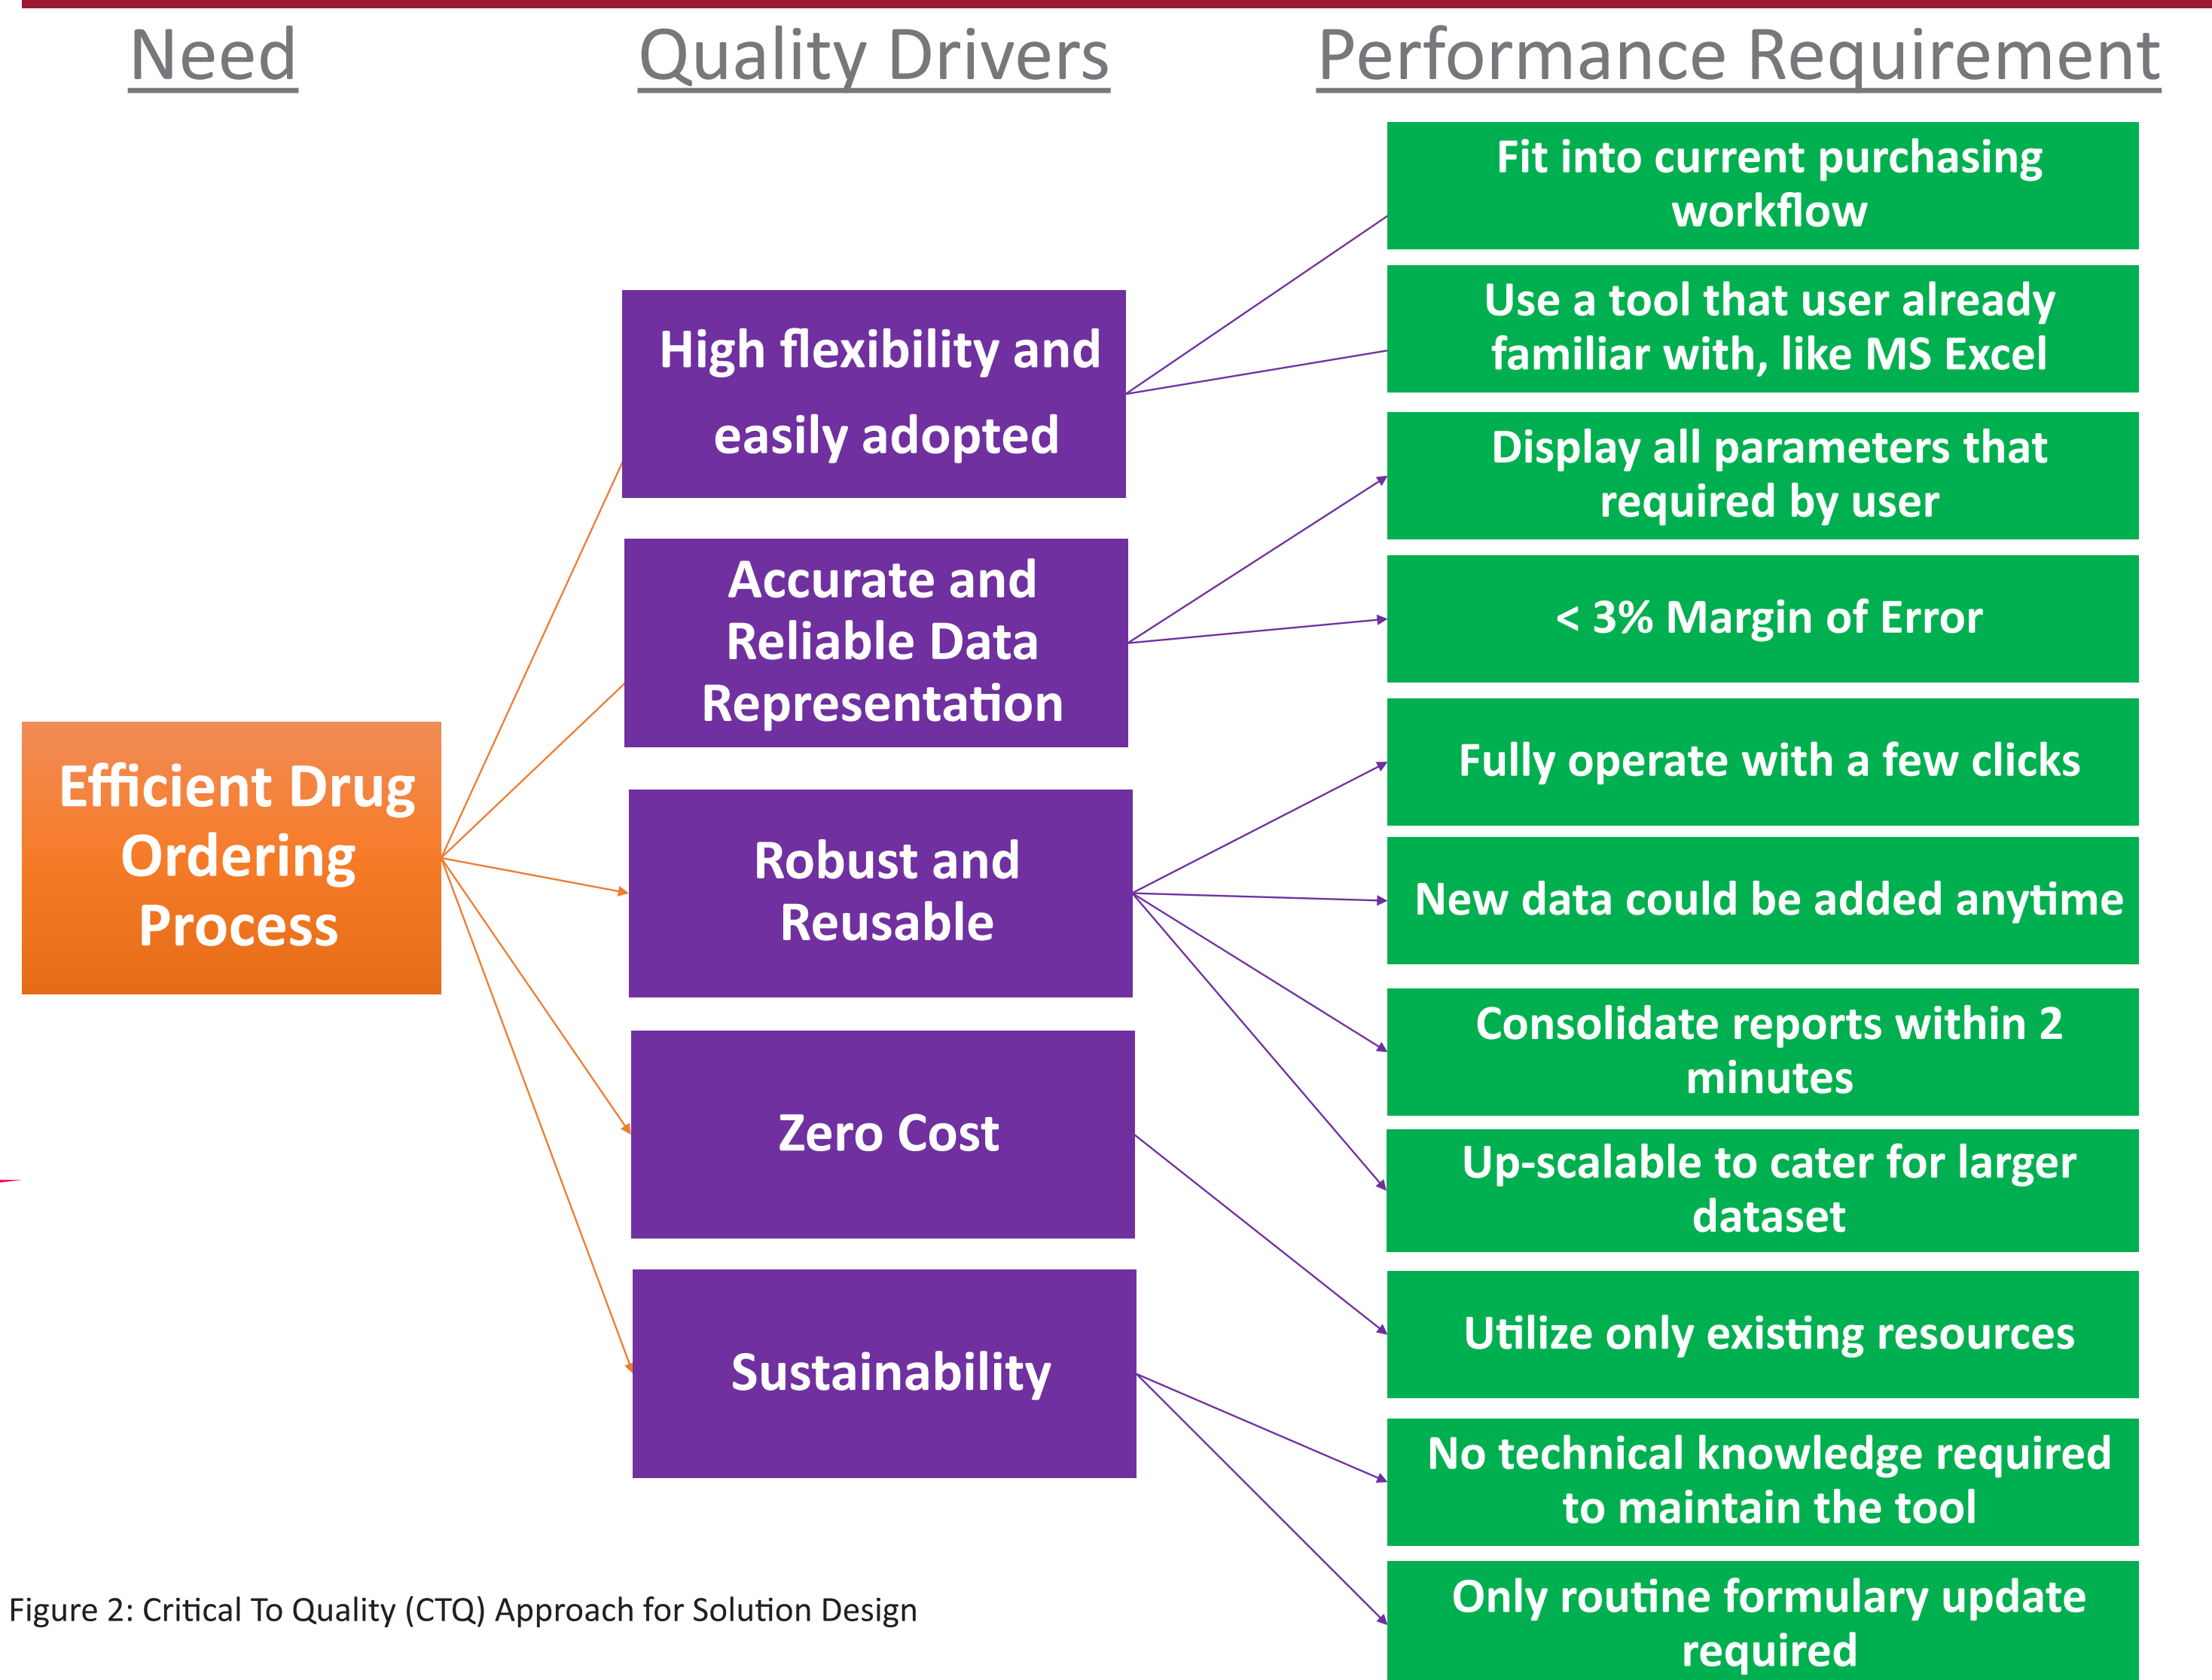 Need
Quality Drivers
Performance Requirement
Efficient Drug
Ordering
Process
High flexibility and
easily adopted
Accurate and
Reliable Data
Representation
Robust and
Reusable
Zero Cost
Sustainability
Fit into current purchasing
workflow
Use a tool that user already
familiar with, like MS Excel
Display all parameters that
required by user
< 3% Margin of Error
Fully operate with a few clicks
New data could be added anytime
Consolidate reports within 2
minutes
Up-scalable to cater for larger
dataset
Utilize only existing resources
No technical knowledge required
to maintain the tool
Only routine formulary update
required
Figure 2: Critical To Quality (CTQ) Approach for Solution Design